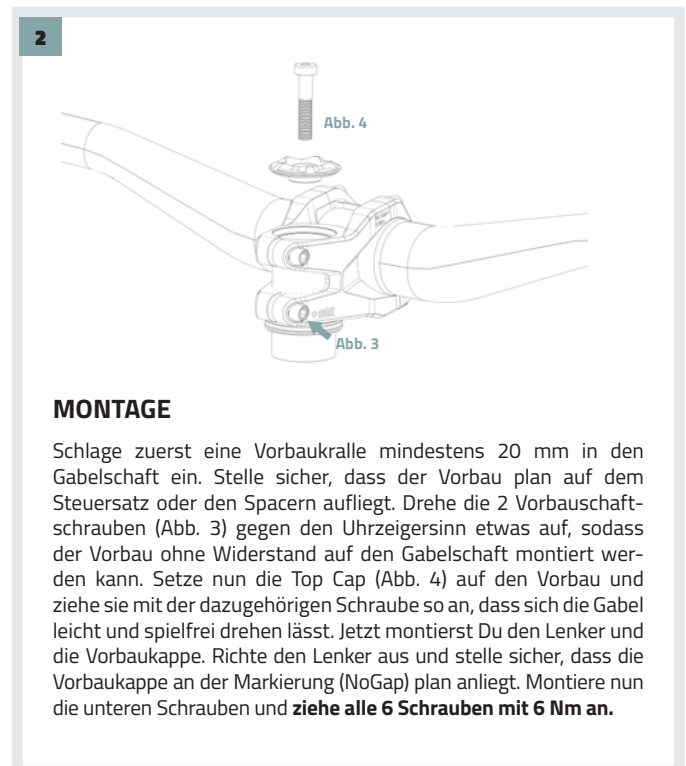 2
Abb. 4
Abb. 3
MONTAGE
Schlage zuerst eine Vorbaukralle mindestens 20 mm in den
Gabelschaft ein. Stelle sicher, dass der Vorbau plan auf dem
Steuersatz oder den Spacern aufliegt. Drehe die 2 Vorbauschaft-
schrauben (Abb. 3) gegen den Uhrzeigersinn etwas auf, sodass
der Vorbau ohne Widerstand auf den Gabelschaft montiert wer-
den kann. Setze nun die Top Cap (Abb. 4) auf den Vorbau und
ziehe sie mit der dazugehörigen Schraube so an, dass sich die Gabel
leicht und spielfrei drehen lässt. Jetzt montierst Du den Lenker und
die Vorbaukappe. Richte den Lenker aus und stelle sicher, dass die
Vorbaukappe an der Markierung (NoGap) plan anliegt. Montiere nun
die unteren Schrauben und ziehe alle 6 Schrauben mit 6 Nm an.